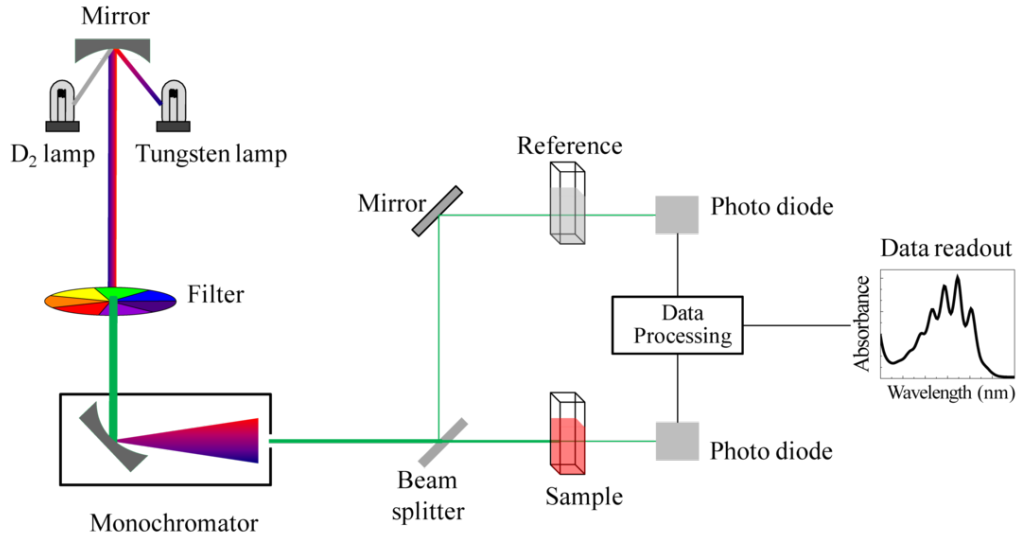 Mirror
D₂ lamp
Tungsten lamp
Filter
Monochromator
Mirror
Reference
Photo diode
Beam
splitter
Sample
Photo diode
Data
Processing
Data readout
Absorbance
Wavelength (nm)